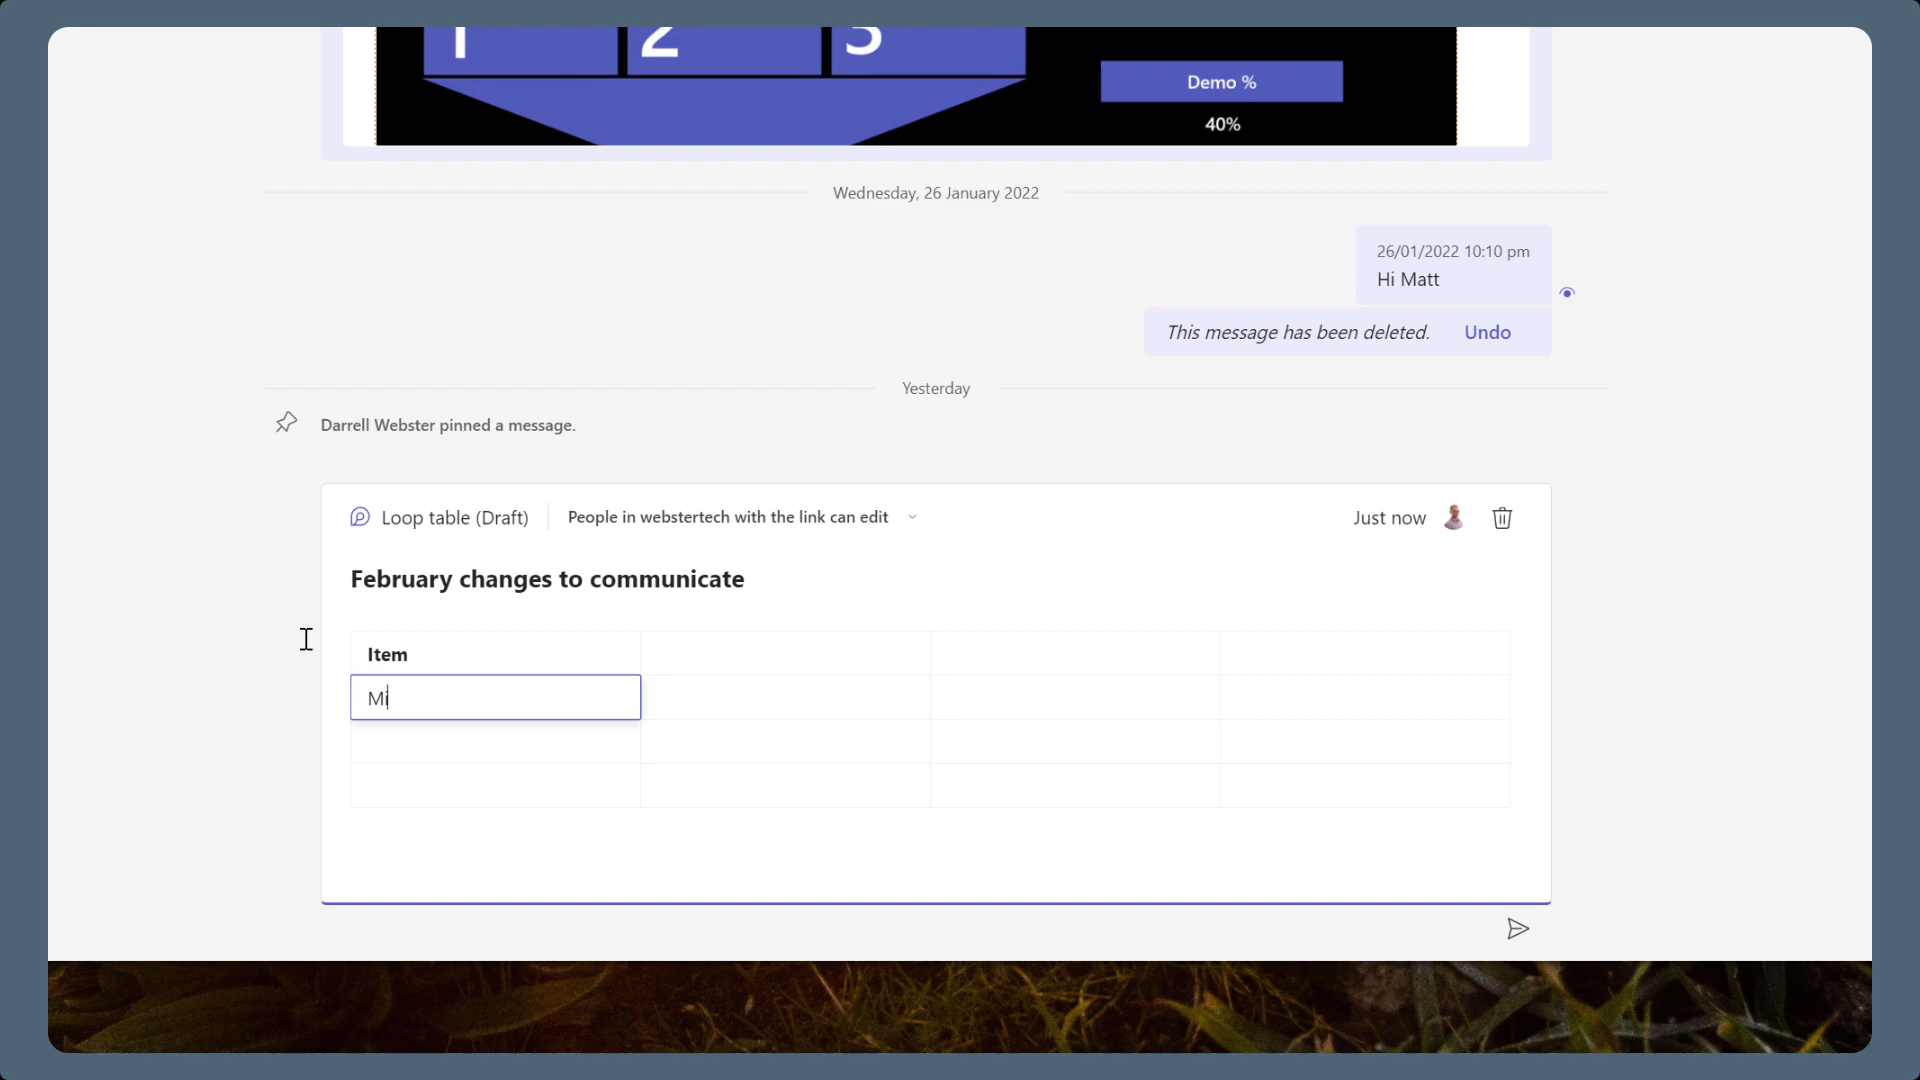 1 2 3
Demo %
40%
Wednesday, 26 January 2022
26/01/2022 10:10 pm
Hi Matt
This message has been deleted. Undo
Yesterday
Darrell Webster pinned a message.
Loop table (Draft) People in webstertech with the link can edit Just now
February changes to communicate
Item
Mi